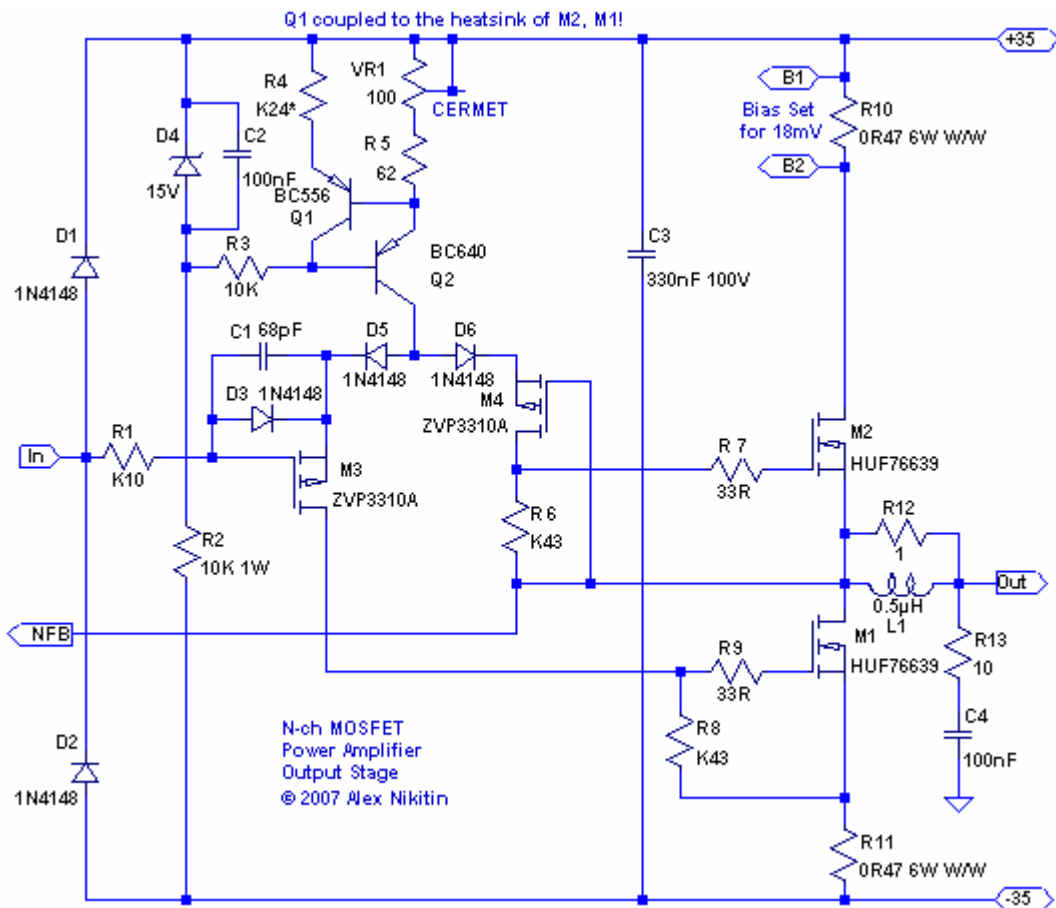 Q1 coupled to the heatsink of M2, M1!
+35
VR1
100
CERMET
R4
K24*
B1
Bias Set
for 18mV
R10
0R47 6W W/W
B2
D4
15V
C2
100nF
R5
62
BC556
Q1
D1
1N4148
R3
10K
BC640
Q2
C3
330nF 100V
C1 68pF
D5
1N4148
D6
1N4148
D3 1N4148
M4
ZVP3310A
In
R1
K10
M3
ZVP3310A
R7
33R
M2
HUF76639
R2
10K 1W
R6
K43
R12
1
Out
0.5µH
L1
NFB
R9
33R
M1
HUF76639
R13
10
D2
1N4148
N-ch MOSFET
Power Amplifier
Output Stage
© 2007 Alex Nikitin
R8
K43
C4
100nF
R11
0R47 6W W/W
-35